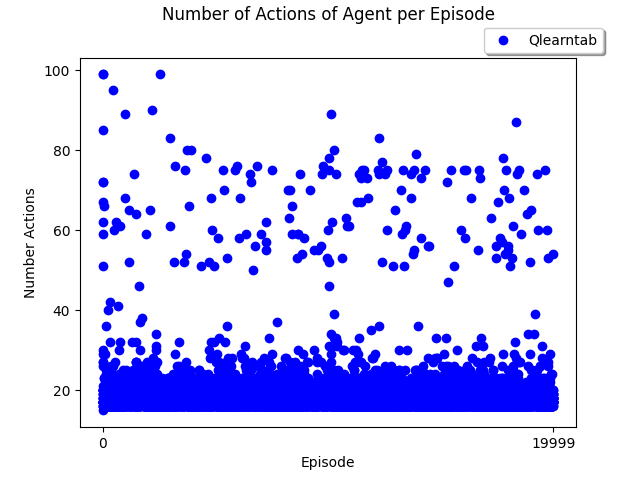 Number of Actions of Agent per Episode
Qlearntab
100
80
60
40
20
Number Actions
0
19999
Episode